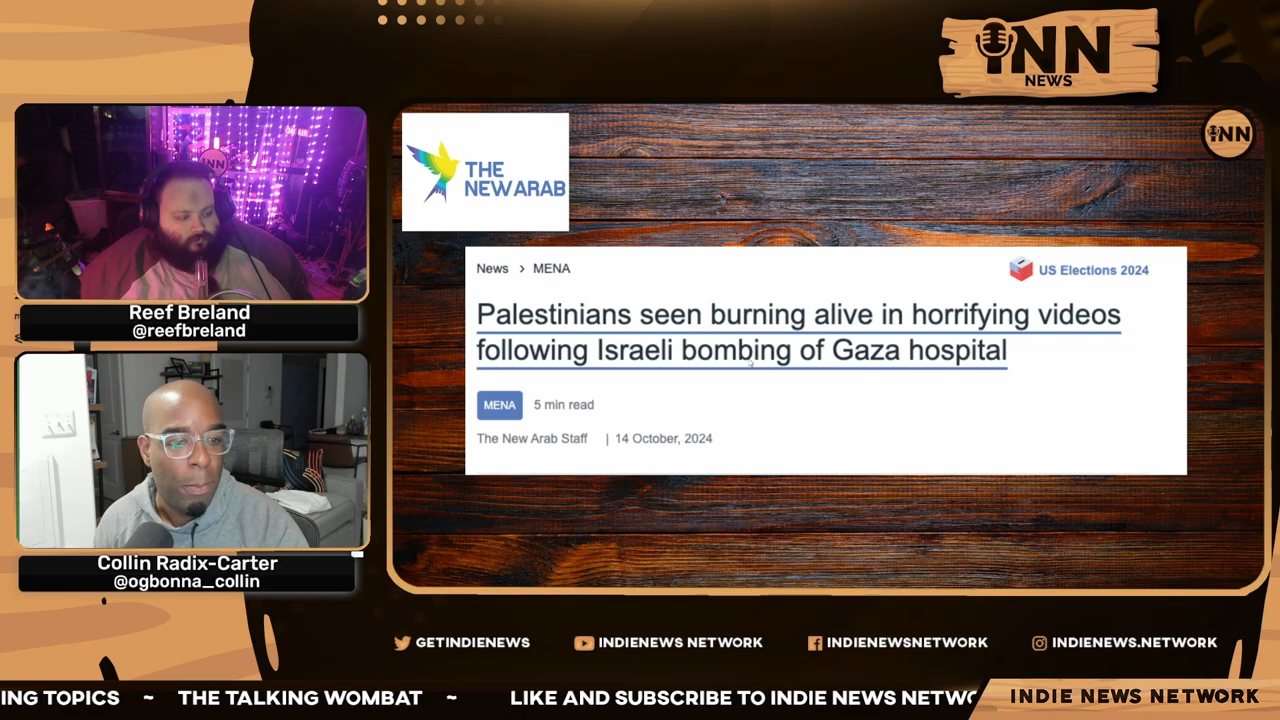 INN
NEWS
INN
THE
NEW ARAB
News > MENA
US Elections 2024
Palestinians seen burning alive in horrifying videos
following Israeli bombing of Gaza hospital
MENA
5 min read
The New Arab Staff | 14 October, 2024
INN
Reef Breland
@reefbreland
Collin Radix-Carter
@ogbonna_collin
GETINDIENEWS
INDIENEWS NETWORK
INDIENEWSNETWORK
INDIENEWS.NETWORK
ING TOPICS ~ THE TALKING WOMBAT ~ LIKE AND SUBSCRIBE TO INDIE NEWS NETWO
INDIE NEWS NETWORK